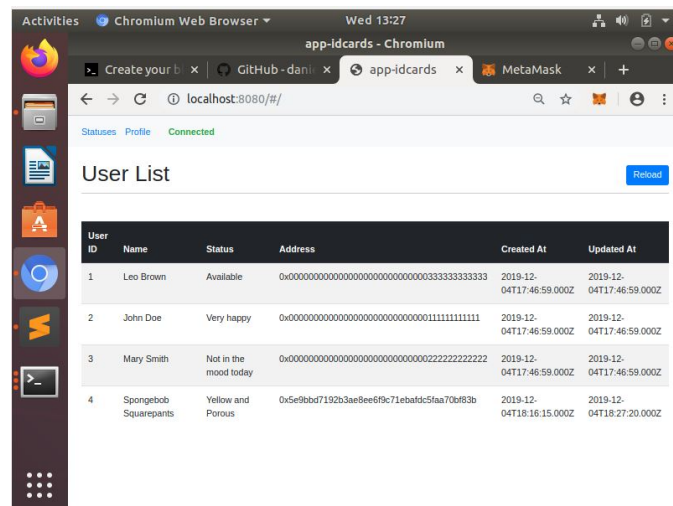 Activities Chromium Web Browser Wed 13:27
app-idcards - Chromium
Create your b GitHub - dani app-idcards MetaMask
localhost:8080/#/
Statuses Profile Connected
User List Reload
User
ID Name Status Address Created At Updated At
1 Leo Brown Available 0x0000000000000000000000000000333333333333 2019-12-
04T17:46:59.000Z 04T17:46:59.000Z
2 John Doe Very happy 0x0000000000000000000000000000111111111111 2019-12- 2019-12-
04T17:46:59.000Z 04T17:46:59.000Z
3 Mary Smith Not in the 0x0000000000000000000000000000222222222222 2019-12- 2019-12-
mood today 04T17:46:59.000Z 04T17:46:59.000Z
4 Spongebob Yellow and 0x5e9bbd7192b3ae8ee6f9c71ebafdc5faa70bf83b 2019-12- 2019-12-
Squarepants Porous 04T18:16:15.000Z 04T18:27:20.000Z